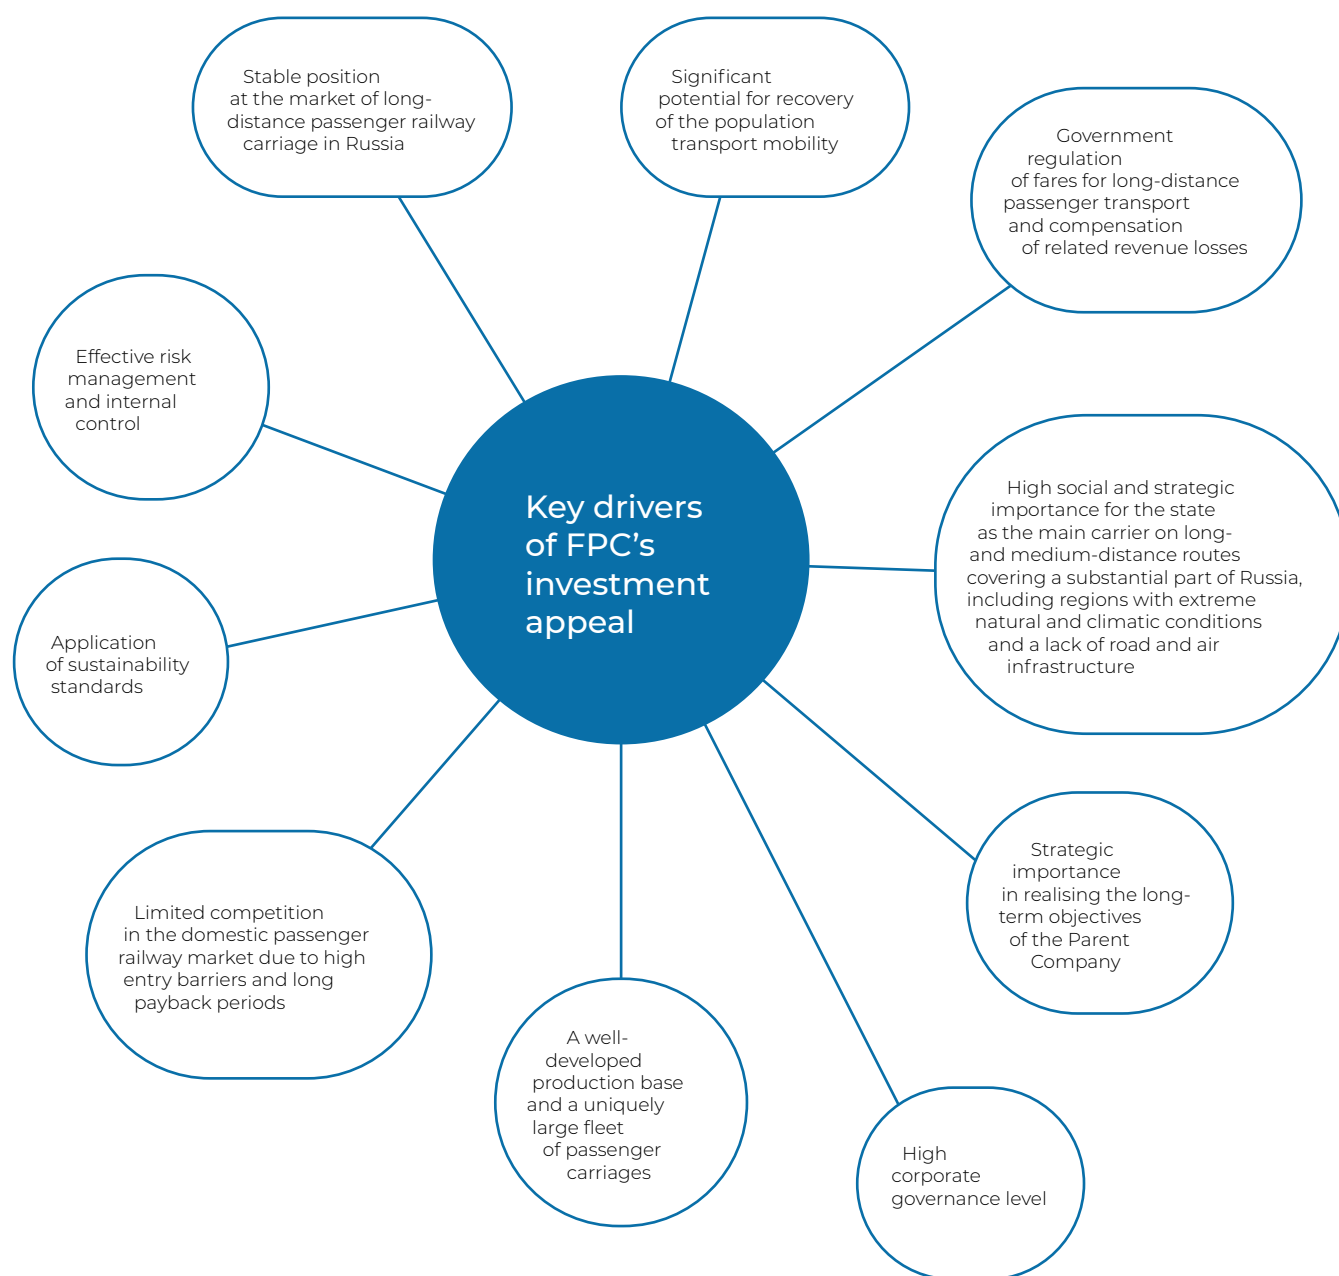 Stable position
at the market of long-
distance passenger railway
carriage in Russia
Significant
potential for recovery
of the population
transport mobility
Government
regulation
of fares for long-distance
passenger transport
and compensation
of related revenue losses
Effective risk
management
and internal
control
Key drivers
of FPC’s
investment
appeal
High social and strategic
importance for the state
as the main carrier on long-
and medium-distance routes
covering a substantial part of Russia,
including regions with extreme
natural and climatic conditions
and a lack of road and air
infrastructure
Application
of sustainability
standards
Strategic
importance
in realising the long-
term objectives
of the Parent
Company
Limited competition
in the domestic passenger
railway market due to high
entry barriers and long
payback periods
A well-
developed
production base
and a uniquely
large fleet
of passenger
carriages
High
corporate
governance level